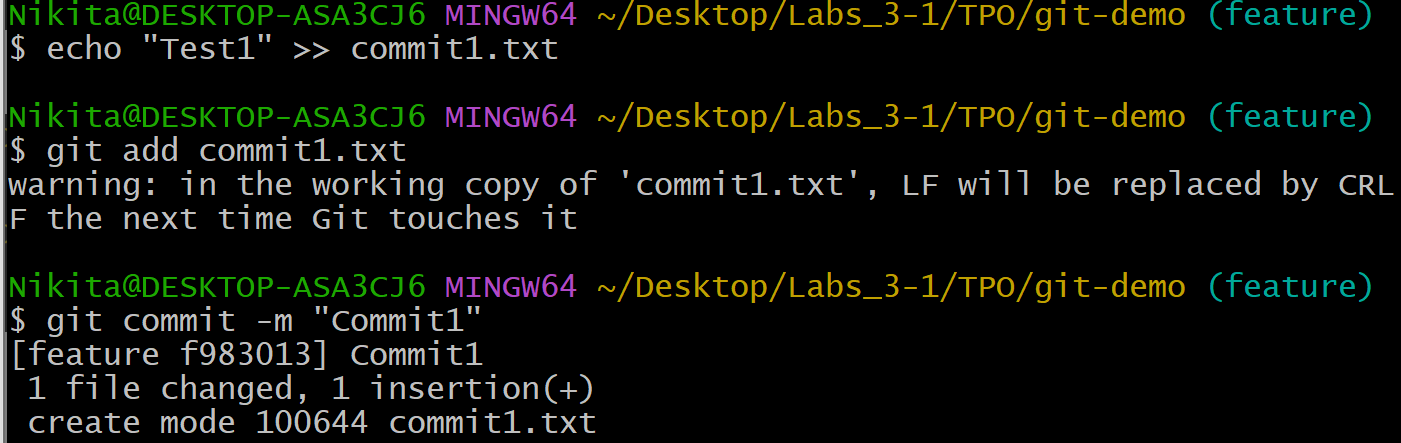 Nikita@DESKTOP-ASA3CJ6 MINGW64 ~/Desktop/Labs_3-1/TPO/git-demo (feature)
$ echo "Test1" >> commit1.txt
Nikita@DESKTOP-ASA3CJ6 MINGW64 ~/Desktop/Labs_3-1/TPO/git-demo (feature)
$ git add commit1.txt
warning: in the working copy of 'commit1.txt', LF will be replaced by CRL
F the next time Git touches it
Nikita@DESKTOP-ASA3CJ6 MINGW64 ~/Desktop/Labs_3-1/TPO/git-demo (feature)
$ git commit -m "Commit1"
[feature f983013] Commit1
 1 file changed, 1 insertion(+)
 create mode 100644 commit1.txt